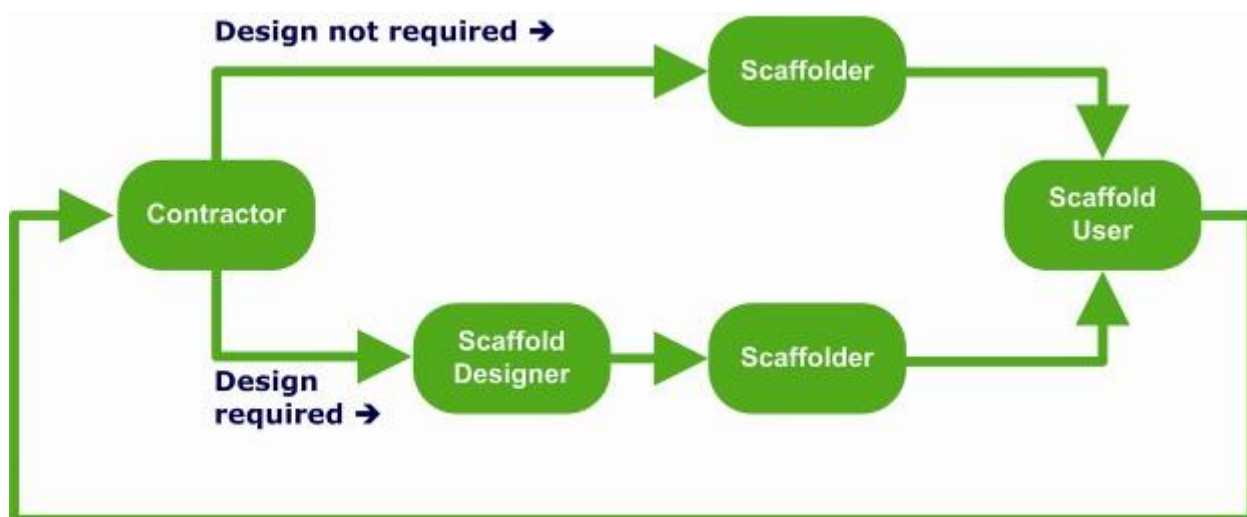 Design not required ➔
Scaffolder
Contractor
Scaffold
User
Scaffold
Designer
Scaffolder
Design
required ➔